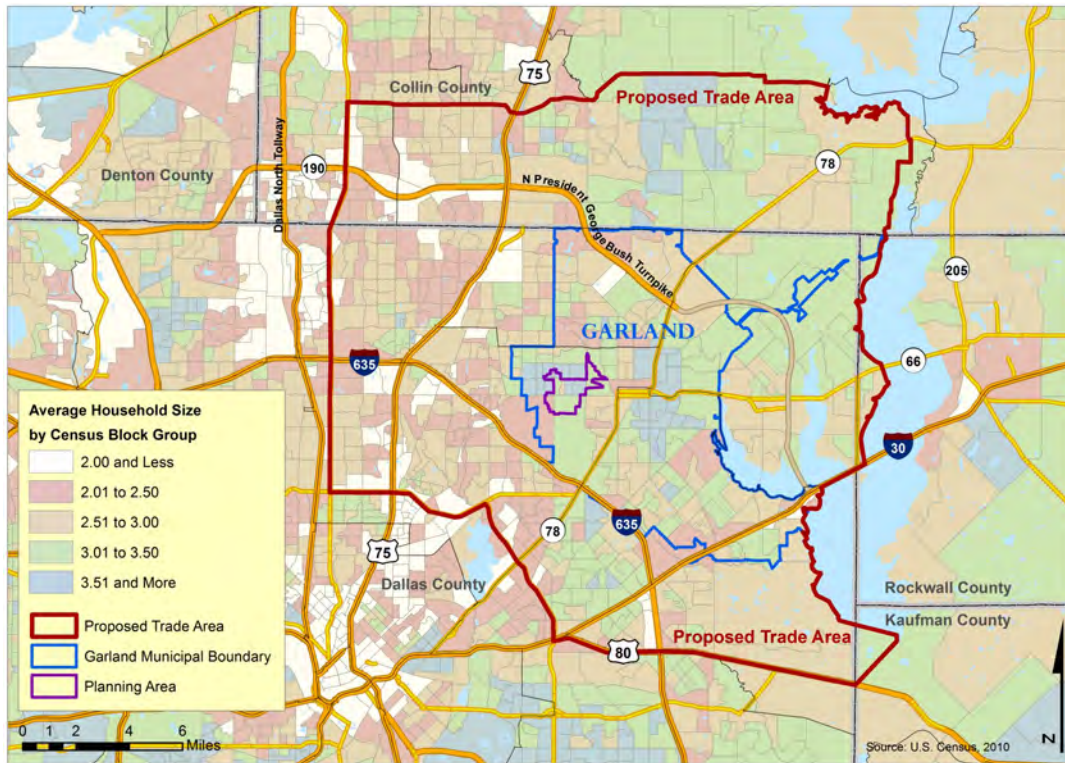 75
Collin County
Proposed Trade Area
78
190
Denton County
Dallas North Tollway
N President George Bush Turnpike
205
GARLAND
66
635
30
Average Household Size
by Census Block Group
2.00 and Less
2.01 to 2.50
2.51 to 3.00
3.01 to 3.50
3.51 and More
Proposed Trade Area
Garland Municipal Boundary
Planning Area
78
635
75
Dallas County
Rockwall County
Kaufman County
Proposed Trade Area
80
0 1 2 4 6
Miles
Source: U.S. Census, 2010
N